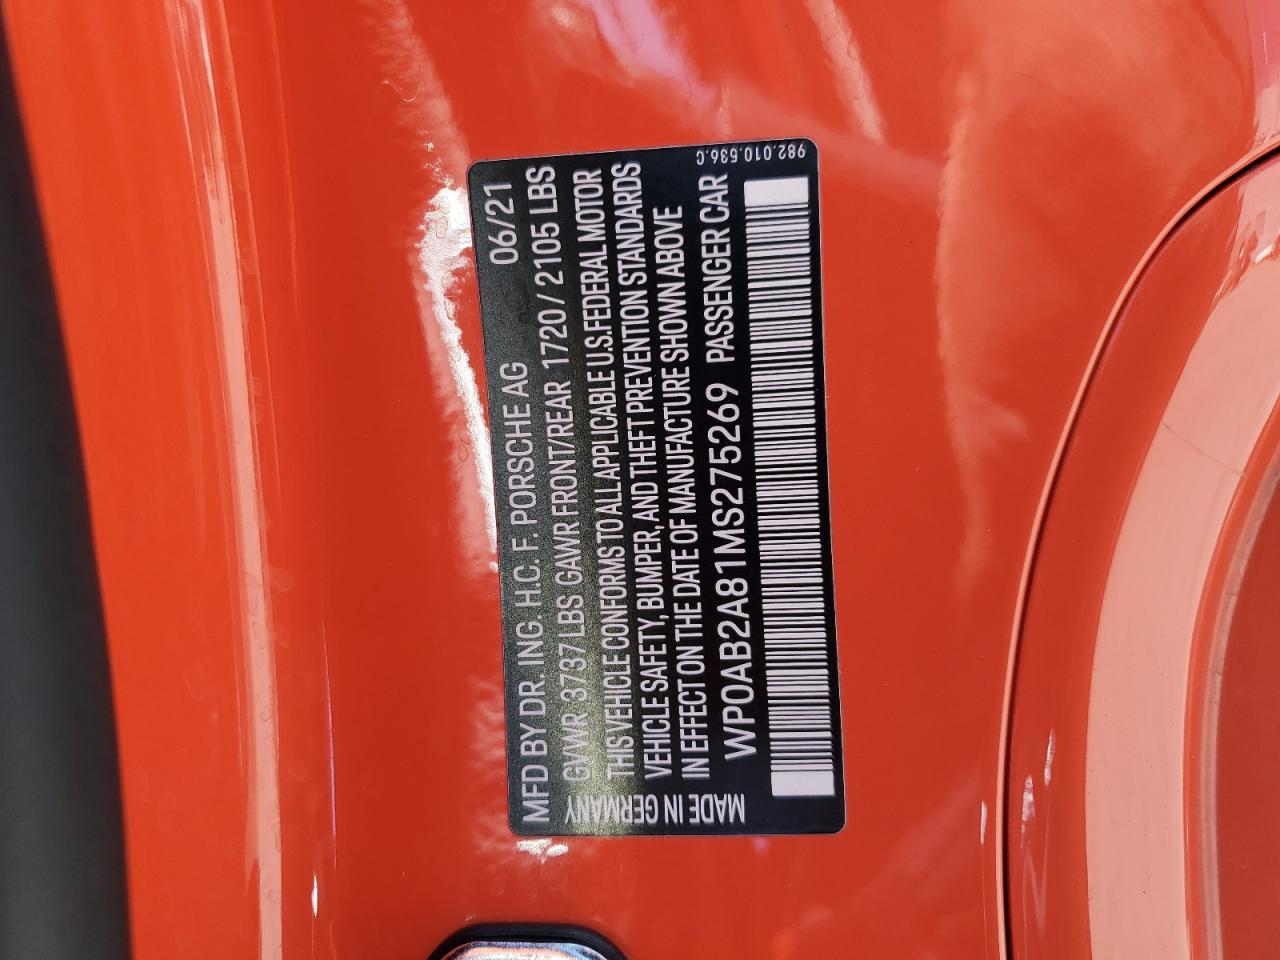 MFD BY DR. ING. H.C. F. PORSCHE AG 06/21
GVWR 3737 LBS GAWR FRONT/REAR 1720 / 2105 LBS
THIS VEHICLE CONFORMS TO ALL APPLICABLE U.S. FEDERAL MOTOR
VEHICLE SAFETY, BUMPER, AND THEFT PREVENTION STANDARDS
IN EFFECT ON THE DATE OF MANUFACTURE SHOWN ABOVE
WP0AB2A81MS275269 PASSENGER CAR
MADE IN GERMANY
982.010.536.C